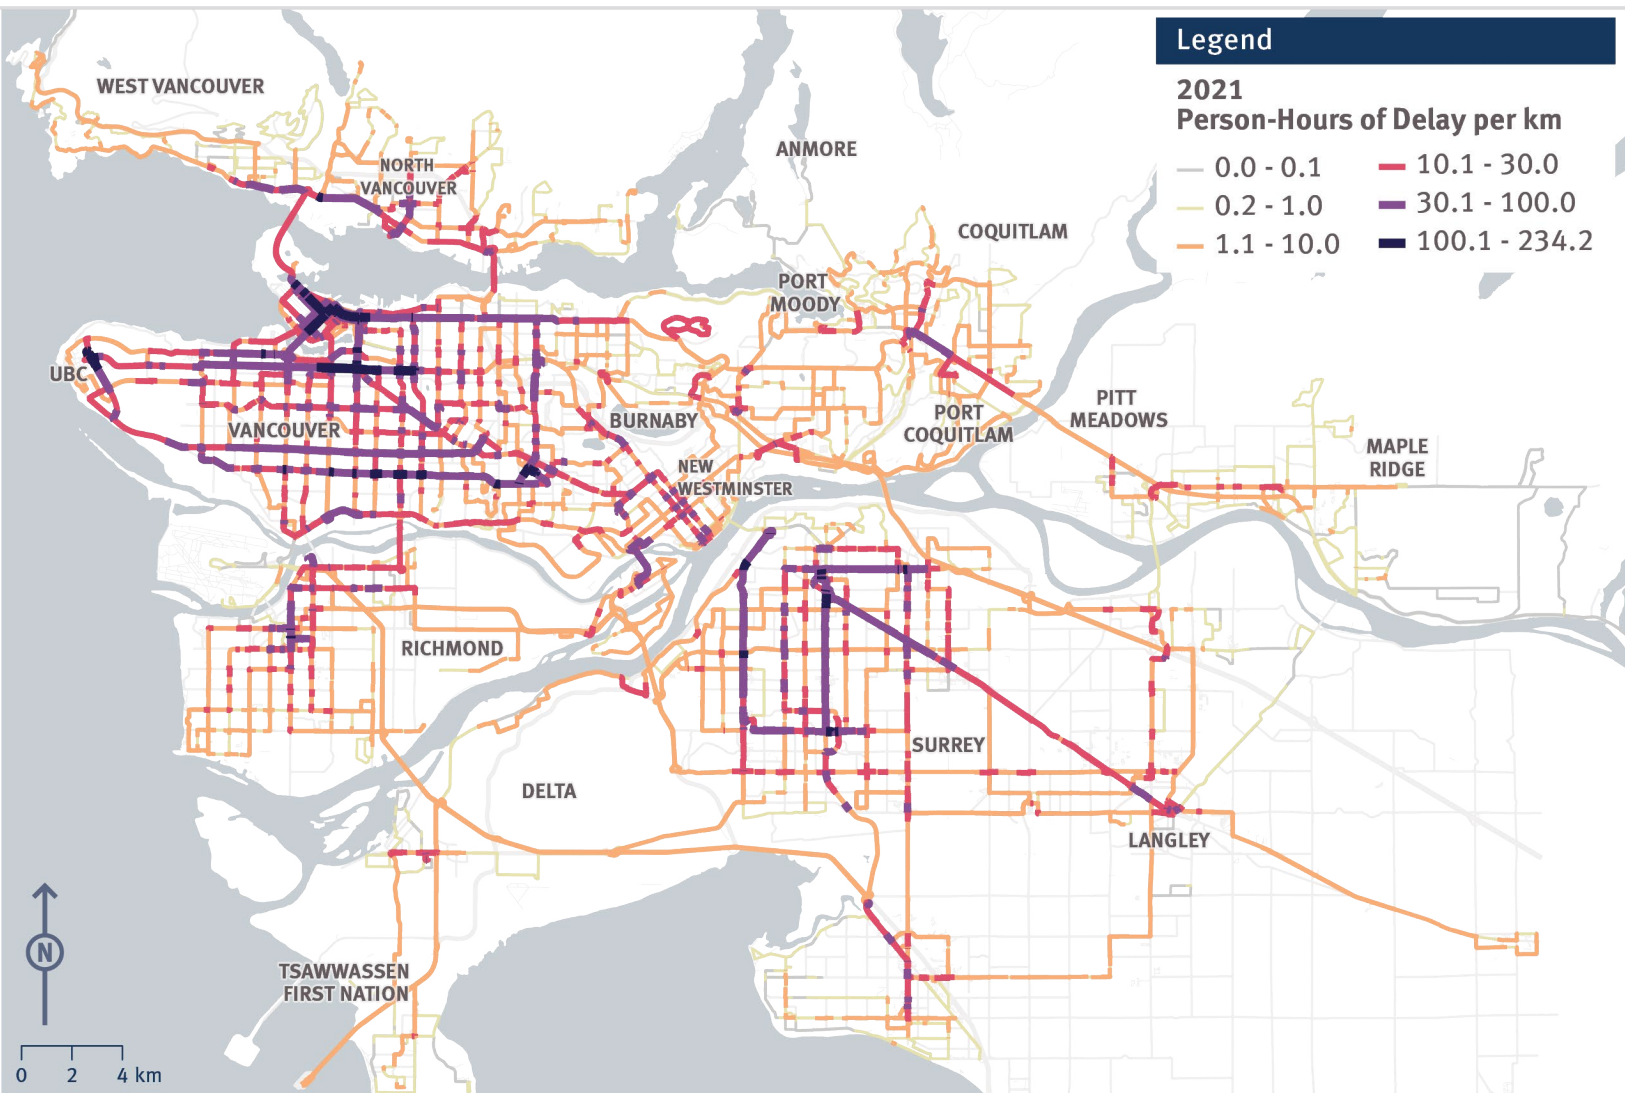 Legend
2021
Person-Hours of Delay per km
0.0 - 0.1
10.1 - 30.0
0.2 - 1.0
30.1 - 100.0
1.1 - 10.0
100.1 - 234.2
WEST VANCOUVER
NORTH
VANCOUVER
ANMORE
COQUITLAM
PORT
MOODY
UBC
VANCOUVER
BURNABY
PORT
COQUITLAM
PITT
MEADOWS
MAPLE
RIDGE
NEW
WESTMINSTER
RICHMOND
SURREY
DELTA
LANGLEY
TSAWWASSEN
FIRST NATION
N
0 2 4 km